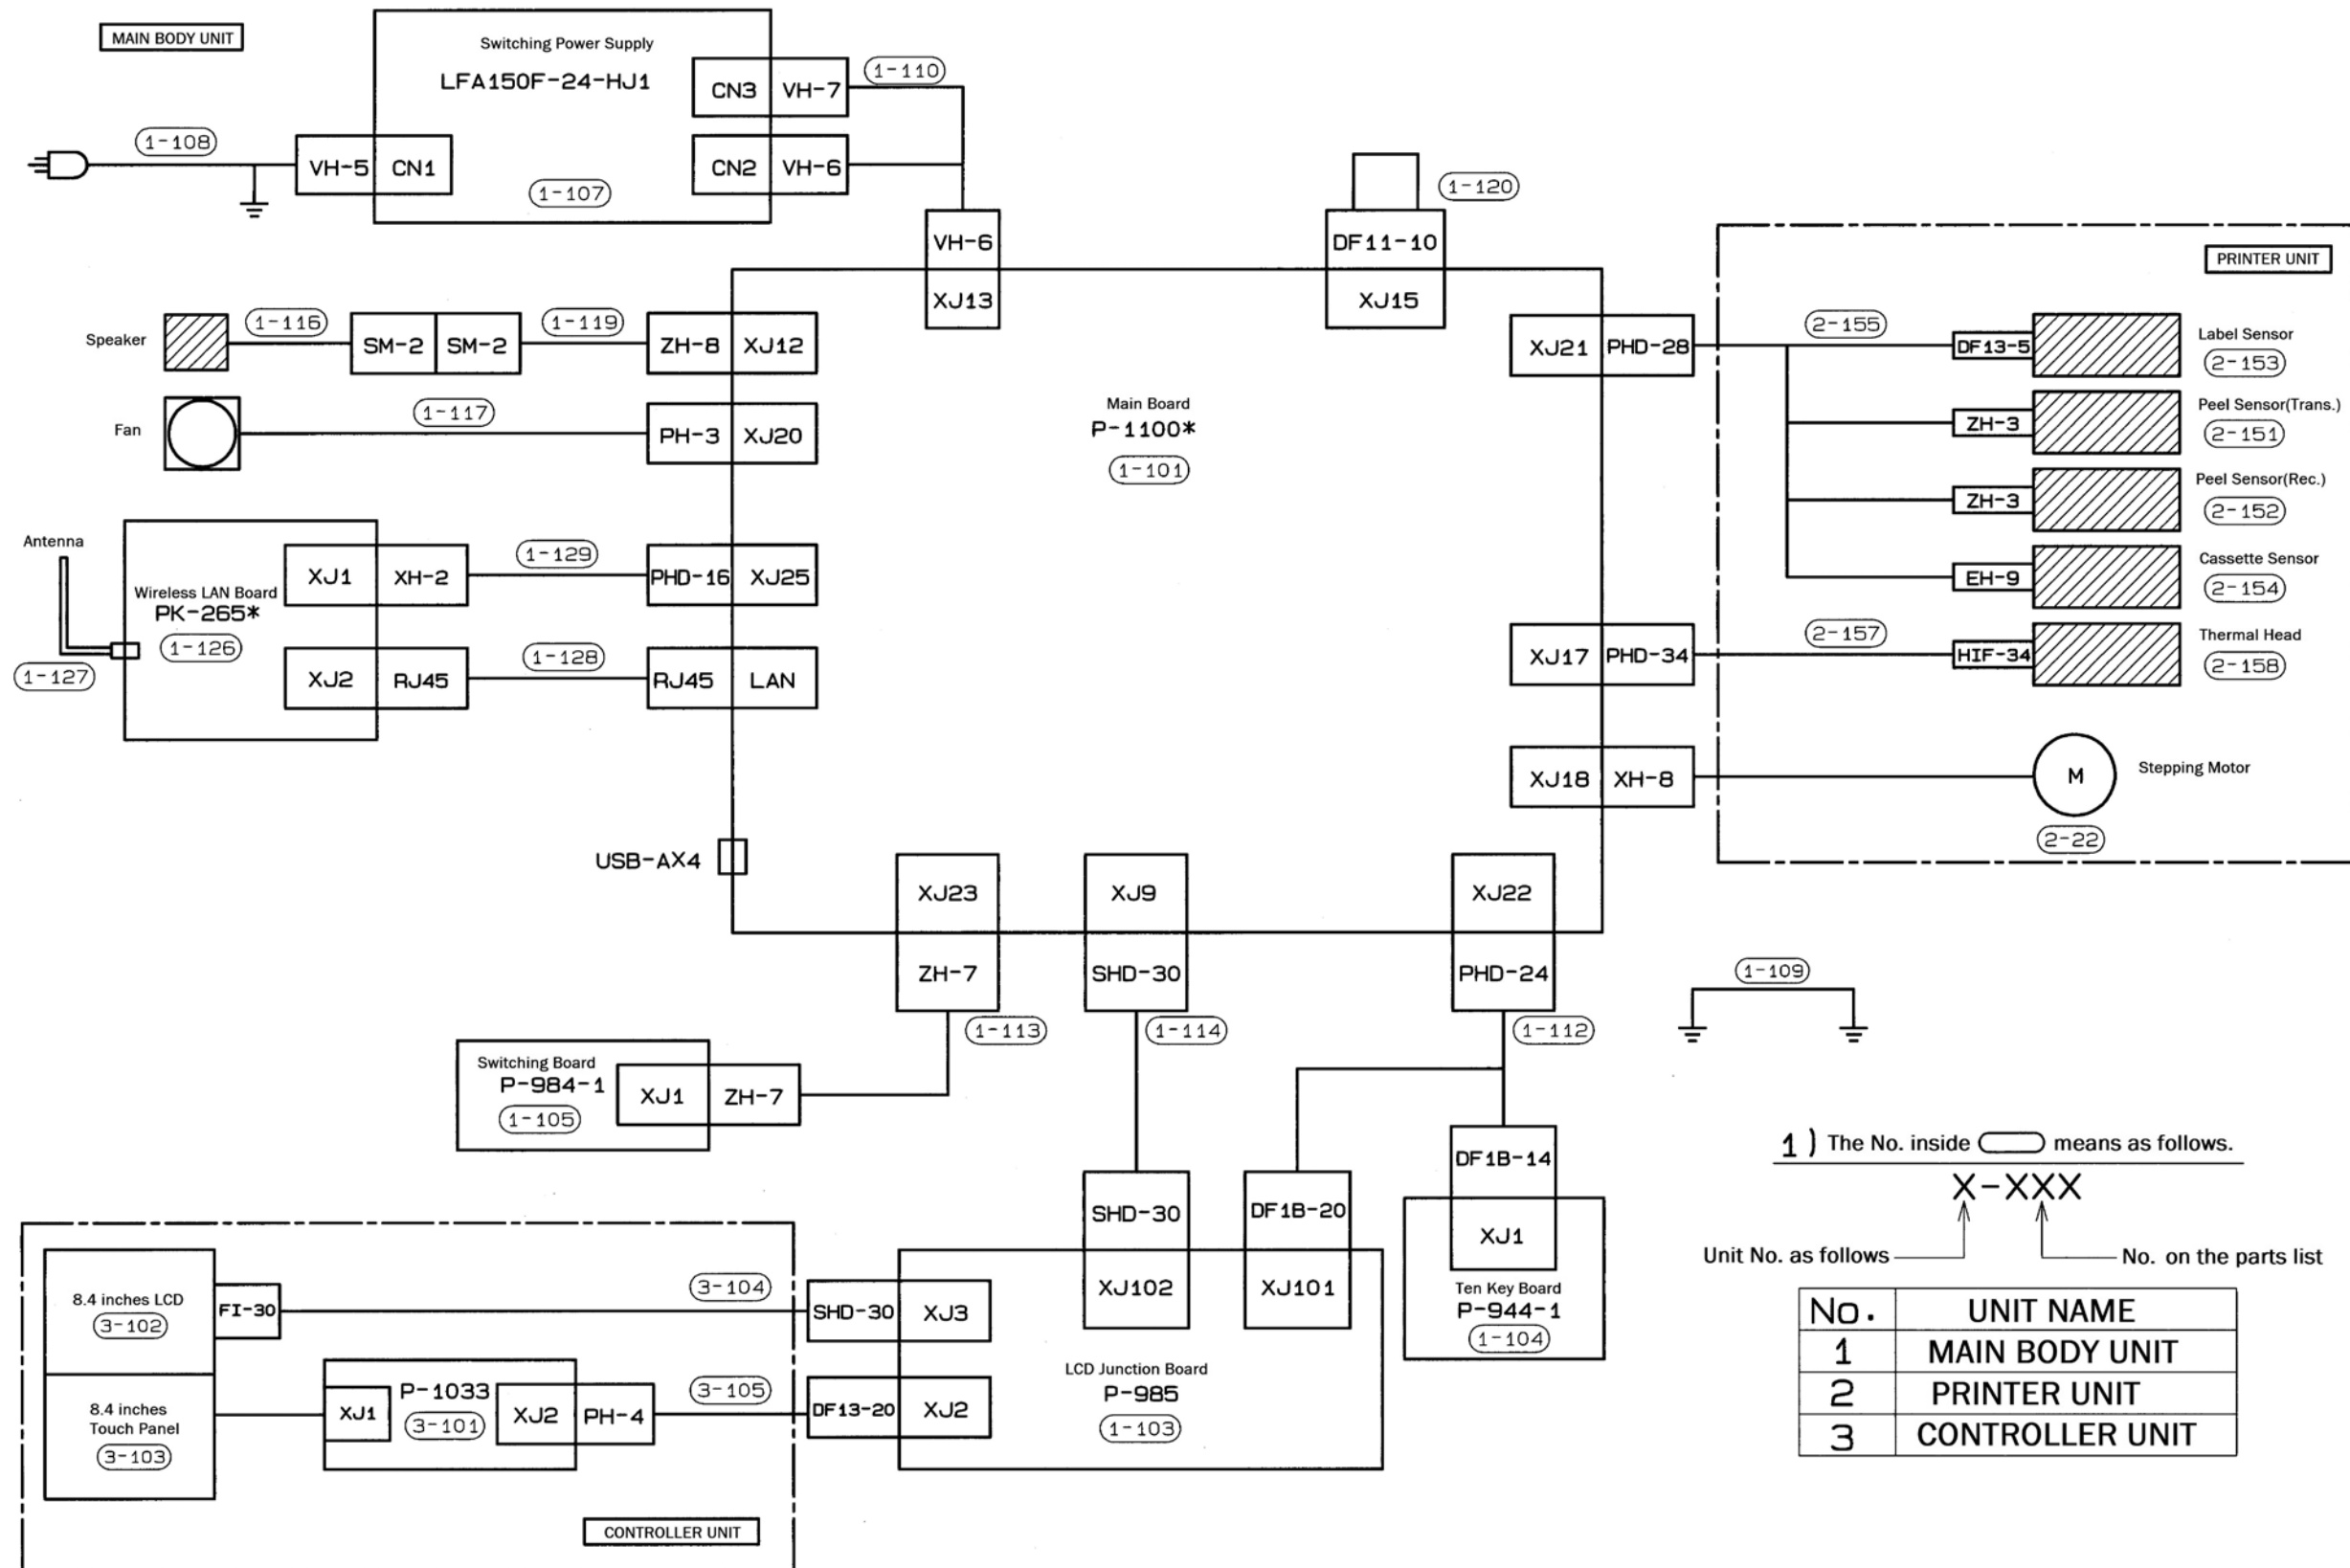 MAIN BODY UNIT
Switching Power Supply
LFA150F-24-HJ1
CN3
VH-7
1-110
1-108
VH-5
CN1
CN2
VH-6
1-107
1-120
VH-6
XJ13
DF11-10
XJ15
PRINTER UNIT
Speaker
1-116
SM-2
SM-2
1-119
ZH-8
XJ12
XJ21
PHD-28
2-155
DF13-5
Label Sensor
2-153
Fan
1-117
PH-3
XJ20
Main Board
P-1100*
1-101
ZH-3
Peel Sensor(Trans.)
2-151
ZH-3
Peel Sensor(Rec.)
2-152
Antenna
Wireless LAN Board
PK-265*
1-126
1-127
XJ1
XH-2
1-129
PHD-16
XJ25
XJ2
RJ45
1-128
RJ45
LAN
EH-9
Cassette Sensor
2-154
XJ17
PHD-34
2-157
HIF-34
Thermal Head
2-158
XJ18
XH-8
M
Stepping Motor
2-22
USB-AX4
XJ23
ZH-7
XJ9
SHD-30
XJ22
PHD-24
1-113
1-114
1-112
1-109
Switching Board
P-984-1
1-105
XJ1
ZH-7
SHD-30
XJ102
DF1B-20
XJ101
DF1B-14
XJ1
Ten Key Board
P-944-1
1-104
1) The No. inside means as follows.
X-XXX
Unit No. as follows
No. on the parts list
No. UNIT NAME
1 MAIN BODY UNIT
2 PRINTER UNIT
3 CONTROLLER UNIT
8.4 inches LCD
3-102
FI-30
3-104
SHD-30
XJ3
8.4 inches
Touch Panel
3-103
XJ1
P-1033
3-101
XJ2
PH-4
3-105
DF13-20
XJ2
LCD Junction Board
P-985
1-103
CONTROLLER UNIT